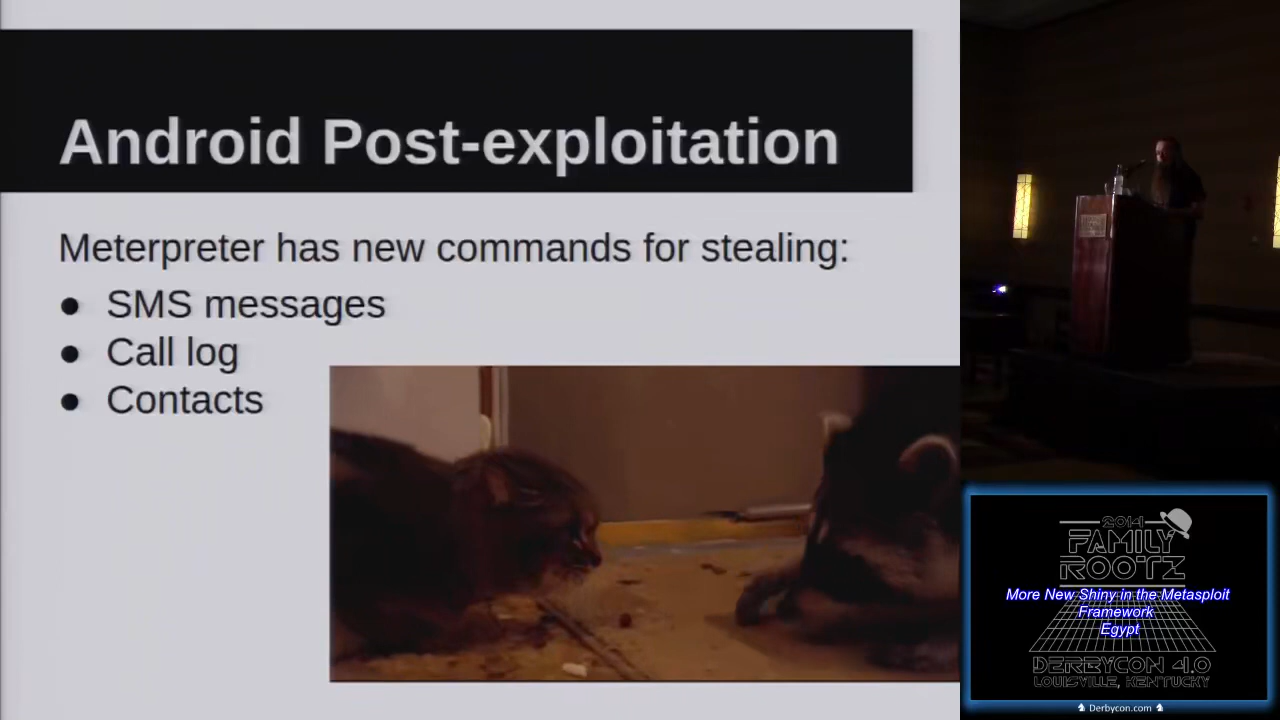 Android Post-exploitation
Meterpreter has new commands for stealing:
● SMS messages
● Call log
● Contacts
2014
FAMILY
ROOTZ
More New Shiny in the Metasploit
Framework
Egypt
DERBYCON 4.0
LOUISVILLE, KENTUCKY
Derbycon.com